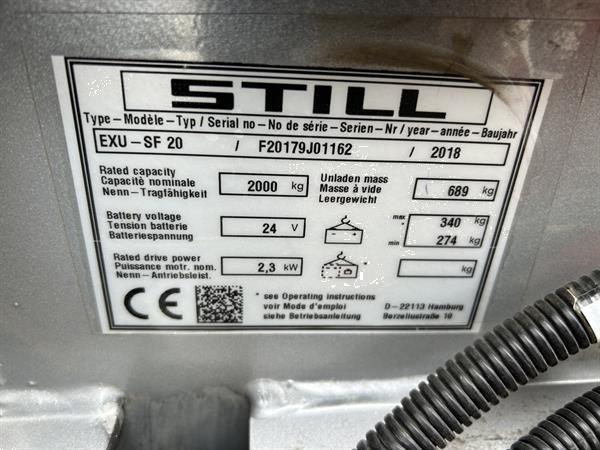 STILL
Type-Modèle-Typ / Serial no-No de série-Serien-Nr / year-année-Baujahr
EXU-SF 20 / F20179J01162 / 2018
Rated capacity
Capacité nominale
Nenn-Tragfähigkeit
2000 kg
Unladen mass
Masse à vide
Leergewicht
689 kg
Battery voltage
Tension batterie
Batteriespannung
24 V
max * 340 kg
min * 274 kg
Rated drive power
Puissance motr. nom.
Nenn-Antriebsleist.
2,3 kW
kg
CE
* see Operating instructions
voir Mode d'emploi
siehe Betriebsanleitung
D-22113 Hamburg
Berzeliusstraße 10